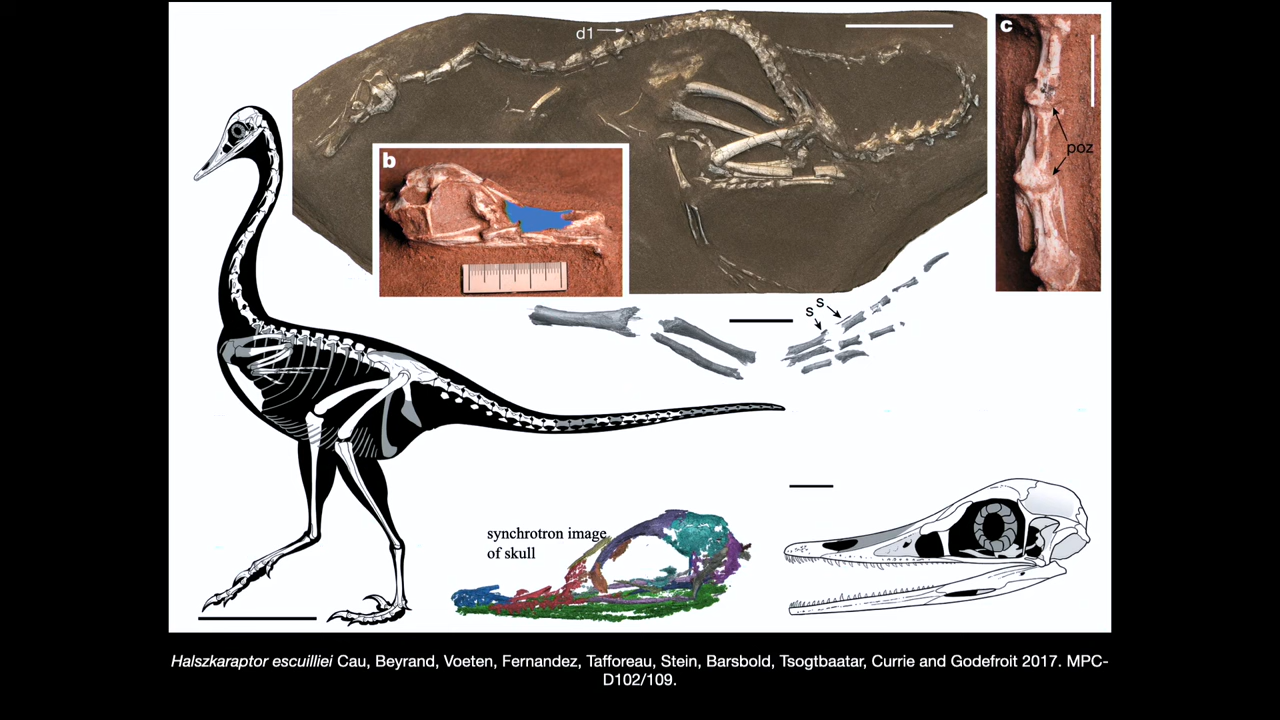 d1
c
b
poz
s
s
synchrotron image
of skull
Halszkaraptor escuilliei Cau, Beyrand, Voeten, Fernandez, Tafforeau, Stein, Barsbold, Tsogtbaatar, Currie and Godefroit 2017. MPC-
D102/109.